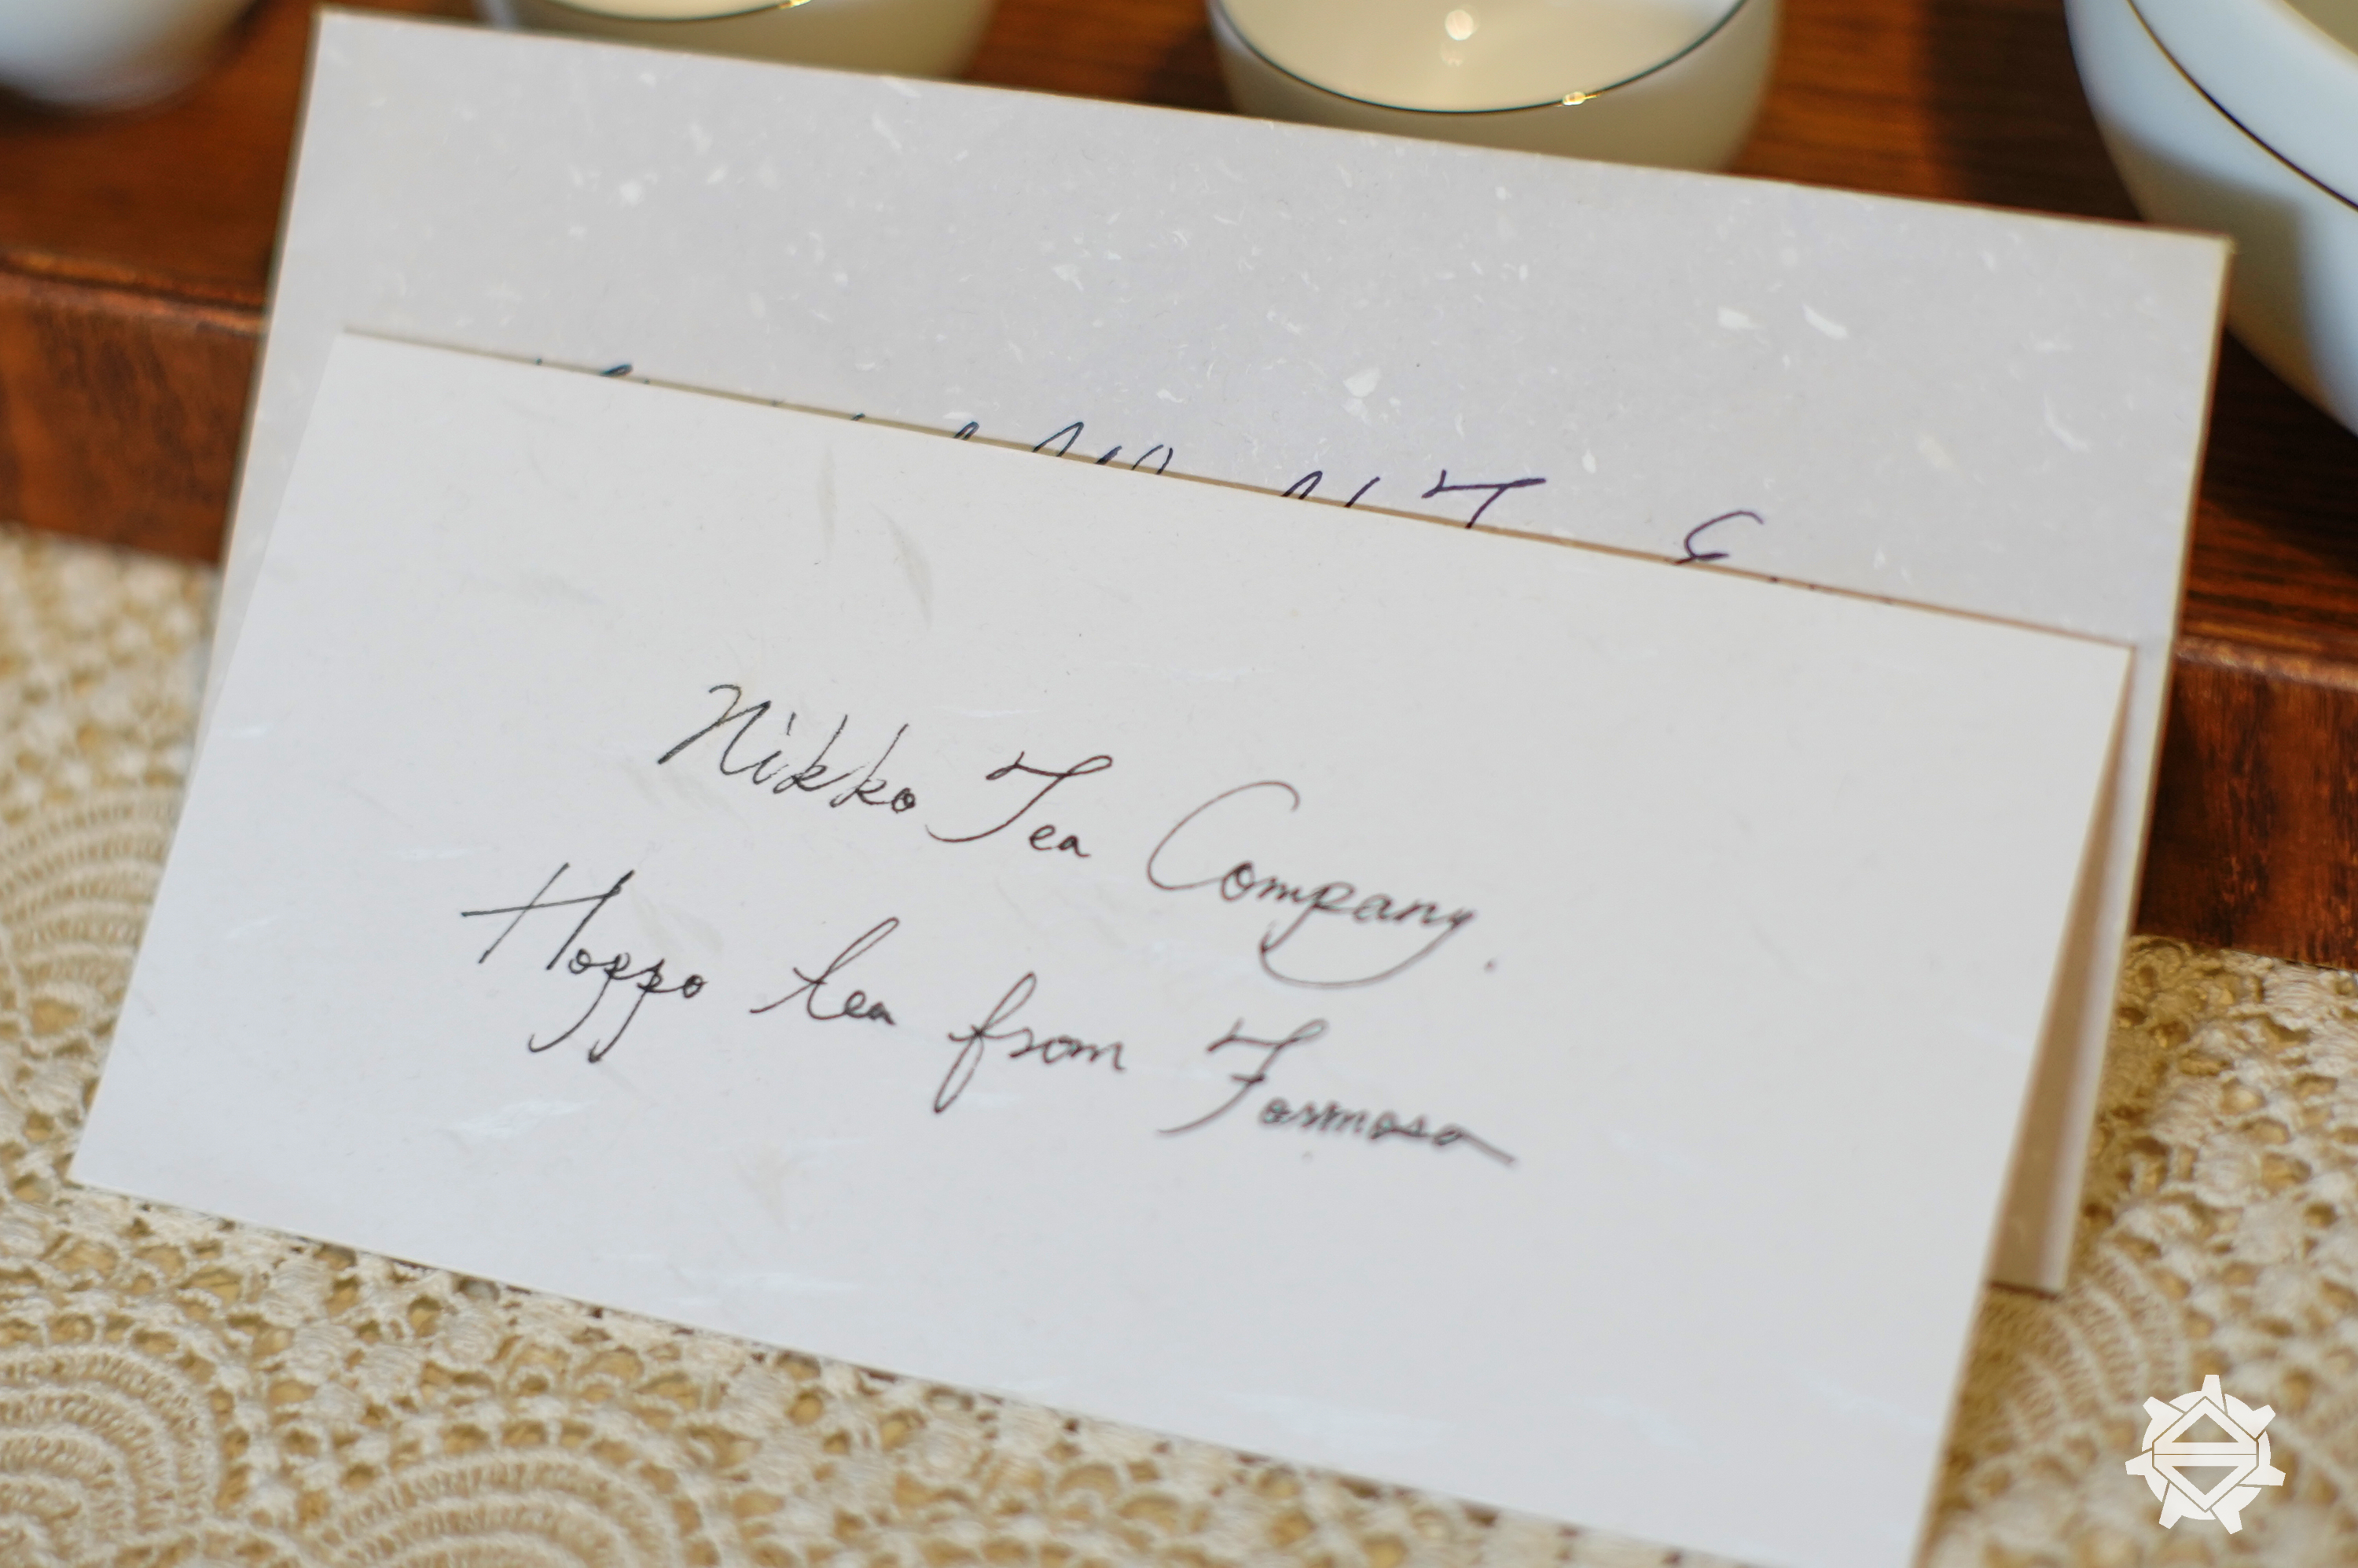 Nikko Tea Company.
Hoppo tea from Formosa